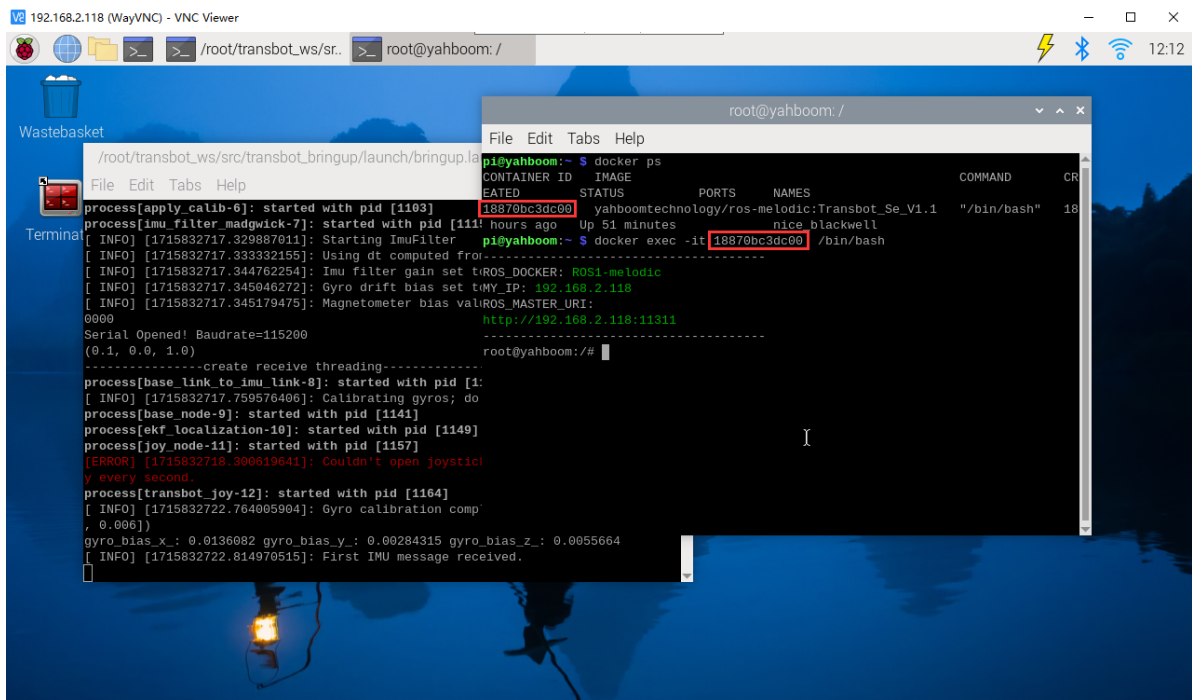 192.168.2.118 (WayVNC) - VNC Viewer
/root/transbot_ws/sr..
root@yahboom: /
12:12
Wastebasket
Terminat
/root/transbot_ws/src/transbot_bringup/launch/bringup.la
File Edit Tabs Help
process[apply_calib-6]: started with pid [1103]
process[imu_filter_madgwick-7]: started with pid [111
[ INFO] [1715832717.329887011]: Starting ImuFilter
[ INFO] [1715832717.333332155]: Using dt computed fro
[ INFO] [1715832717.344762254]: Imu filter gain set t
[ INFO] [1715832717.345046272]: Gyro drift bias set t
[ INFO] [1715832717.345179475]: Magnetometer bias val
0000
Serial Opened! Baudrate=115200
(0.1, 0.0, 1.0)
----------------create receive threading-------------
process[base_link_to_imu_link-8]: started with pid [1
[ INFO] [1715832717.759576406]: Calibrating gyros; do
process[base_node-9]: started with pid [1141]
process[ekf_localization-10]: started with pid [1149]
process[joy_node-11]: started with pid [1157]
[ERROR] [1715832718.300619641]: Couldn't open joystic
y every second.
process[transbot_joy-12]: started with pid [1164]
[ INFO] [1715832722.764005904]: Gyro calibration comp
, 0.006])
gyro_bias_x_: 0.0136082 gyro_bias_y_: 0.00284315 gyro_bias_z_: 0.0055664
[ INFO] [1715832722.814970515]: First IMU message received.
root@yahboom: /
File Edit Tabs Help
pi@yahboom:~ $ docker ps
CONTAINER ID IMAGE COMMAND CR
EATED STATUS PORTS NAMES
18870bc3dc00 yahboomtechnology/ros-melodic:Transbot_Se_V1.1 "/bin/bash" 18
hours ago Up 51 minutes nice_blackwell
pi@yahboom:~ $ docker exec -it 18870bc3dc00 /bin/bash
--------------------------------------
ROS_DOCKER: ROS1-melodic
MY_IP: 192.168.2.118
ROS_MASTER_URI:
http://192.168.2.118:11311
--------------------------------------
root@yahboom:/#